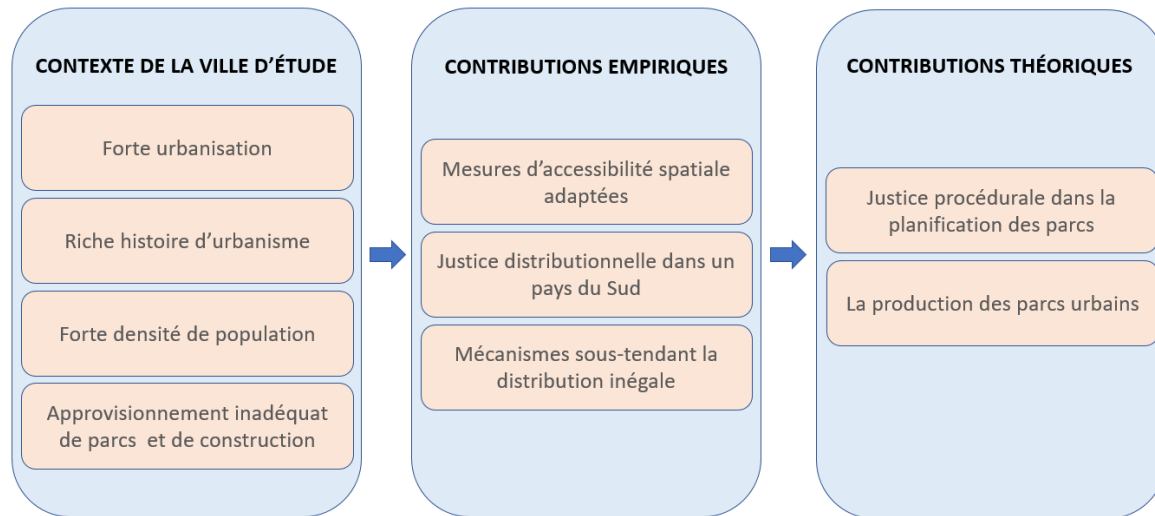 CONTEXTE DE LA VILLE D'ÉTUDE
Forte urbanisation
Riche histoire d'urbanisme
Forte densité de population
Approvisionnement inadéquat
de parcs et de construction
CONTRIBUTIONS EMPIRIQUES
Mesures d'accessibilité spatiale
adaptées
Justice distributionnelle dans un
pays du Sud
Mécanismes sous-tendant la
distribution inégale
CONTRIBUTIONS THÉORIQUES
Justice procédurale dans la
planification des parcs
La production des parcs urbains